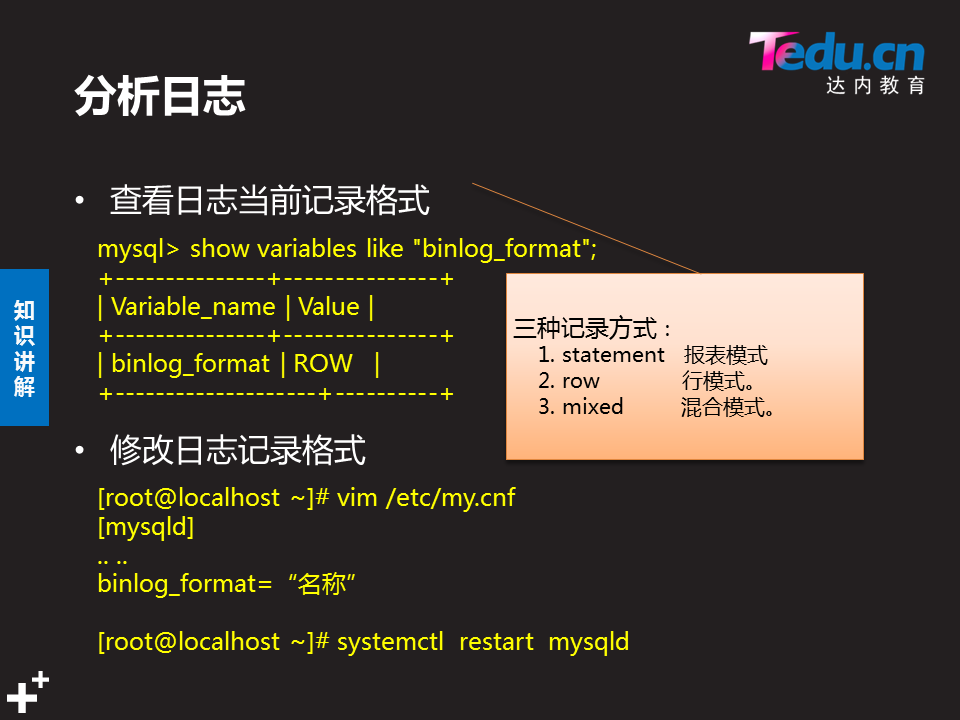 Tedu.cn
达内教育
分析日志
• 查看日志当前记录格式
mysql> show variables like "binlog_format";
+---------------+---------------+
| Variable_name | Value |
+---------------+---------------+
| binlog_format | ROW |
+--------------------+----------+
三种记录方式：
1. statement 报表模式
2. row 行模式。
3. mixed 混合模式。
知识讲解
• 修改日志记录格式
[root@localhost ~]# vim /etc/my.cnf
[mysqld]
.. ..
binlog_format=“名称”
[root@localhost ~]# systemctl restart mysqld